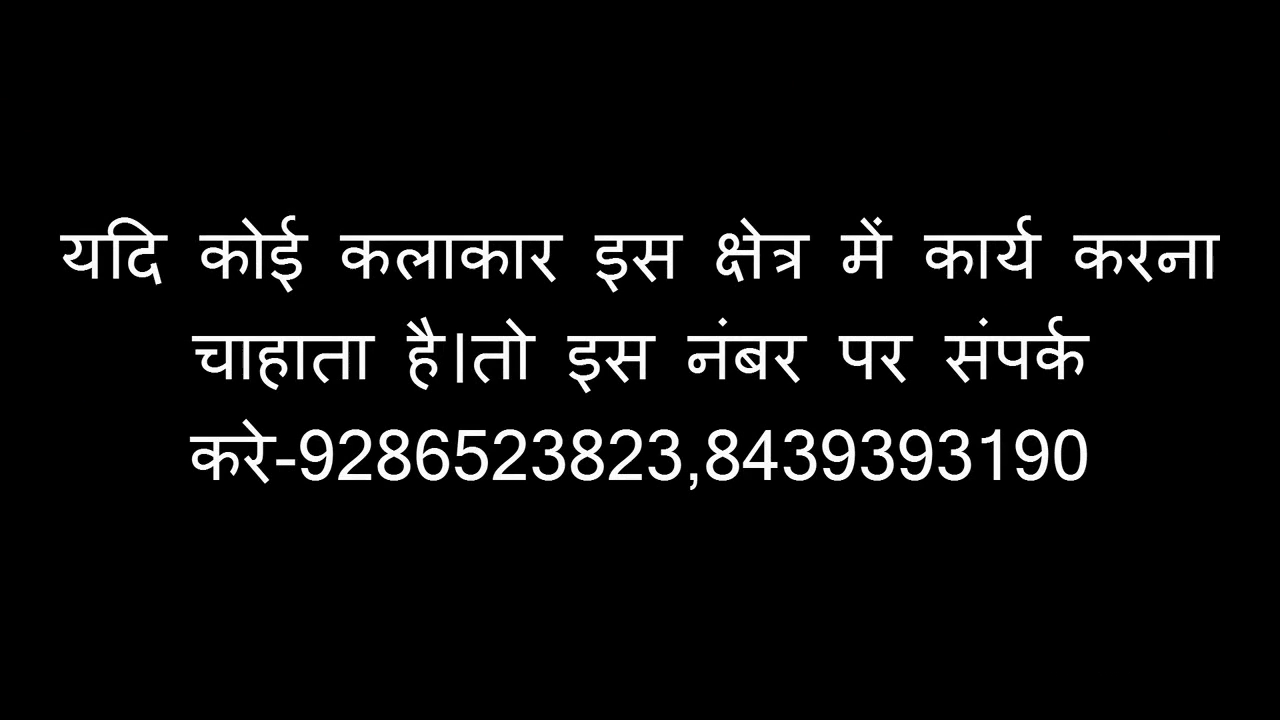 यदि कोई कलाकार इस क्षेत्र में कार्य करना
चाहाता है।तो इस नंबर पर संपर्क
करे-9286523823,8439393190